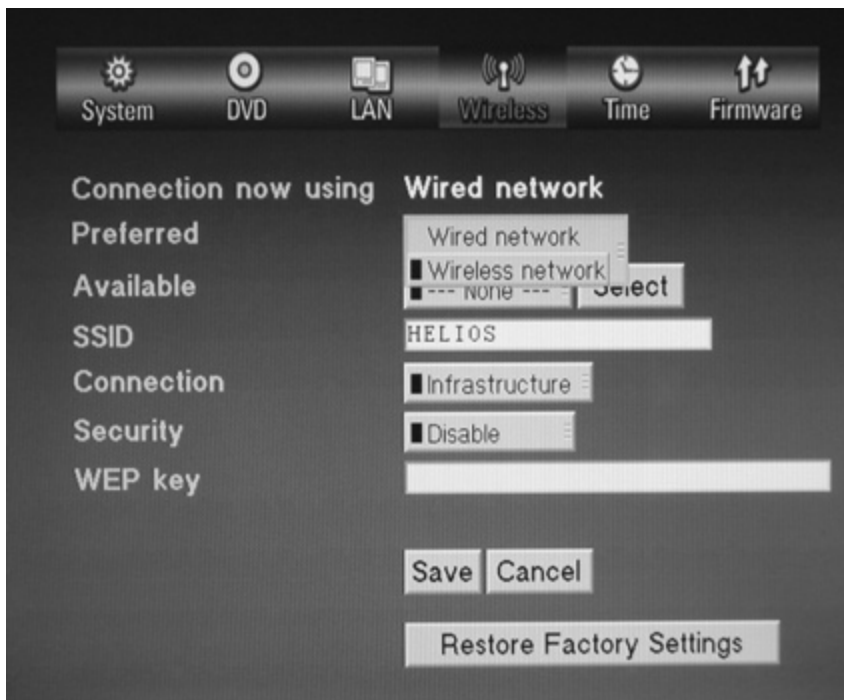 System DVD LAN Wireless Time Firmware
Connection now using Wired network
Preferred Wired network
Wireless network
Available --- None --- Select
SSID HELIOS
Connection Infrastructure
Security Disable
WEP key
Save Cancel
Restore Factory Settings